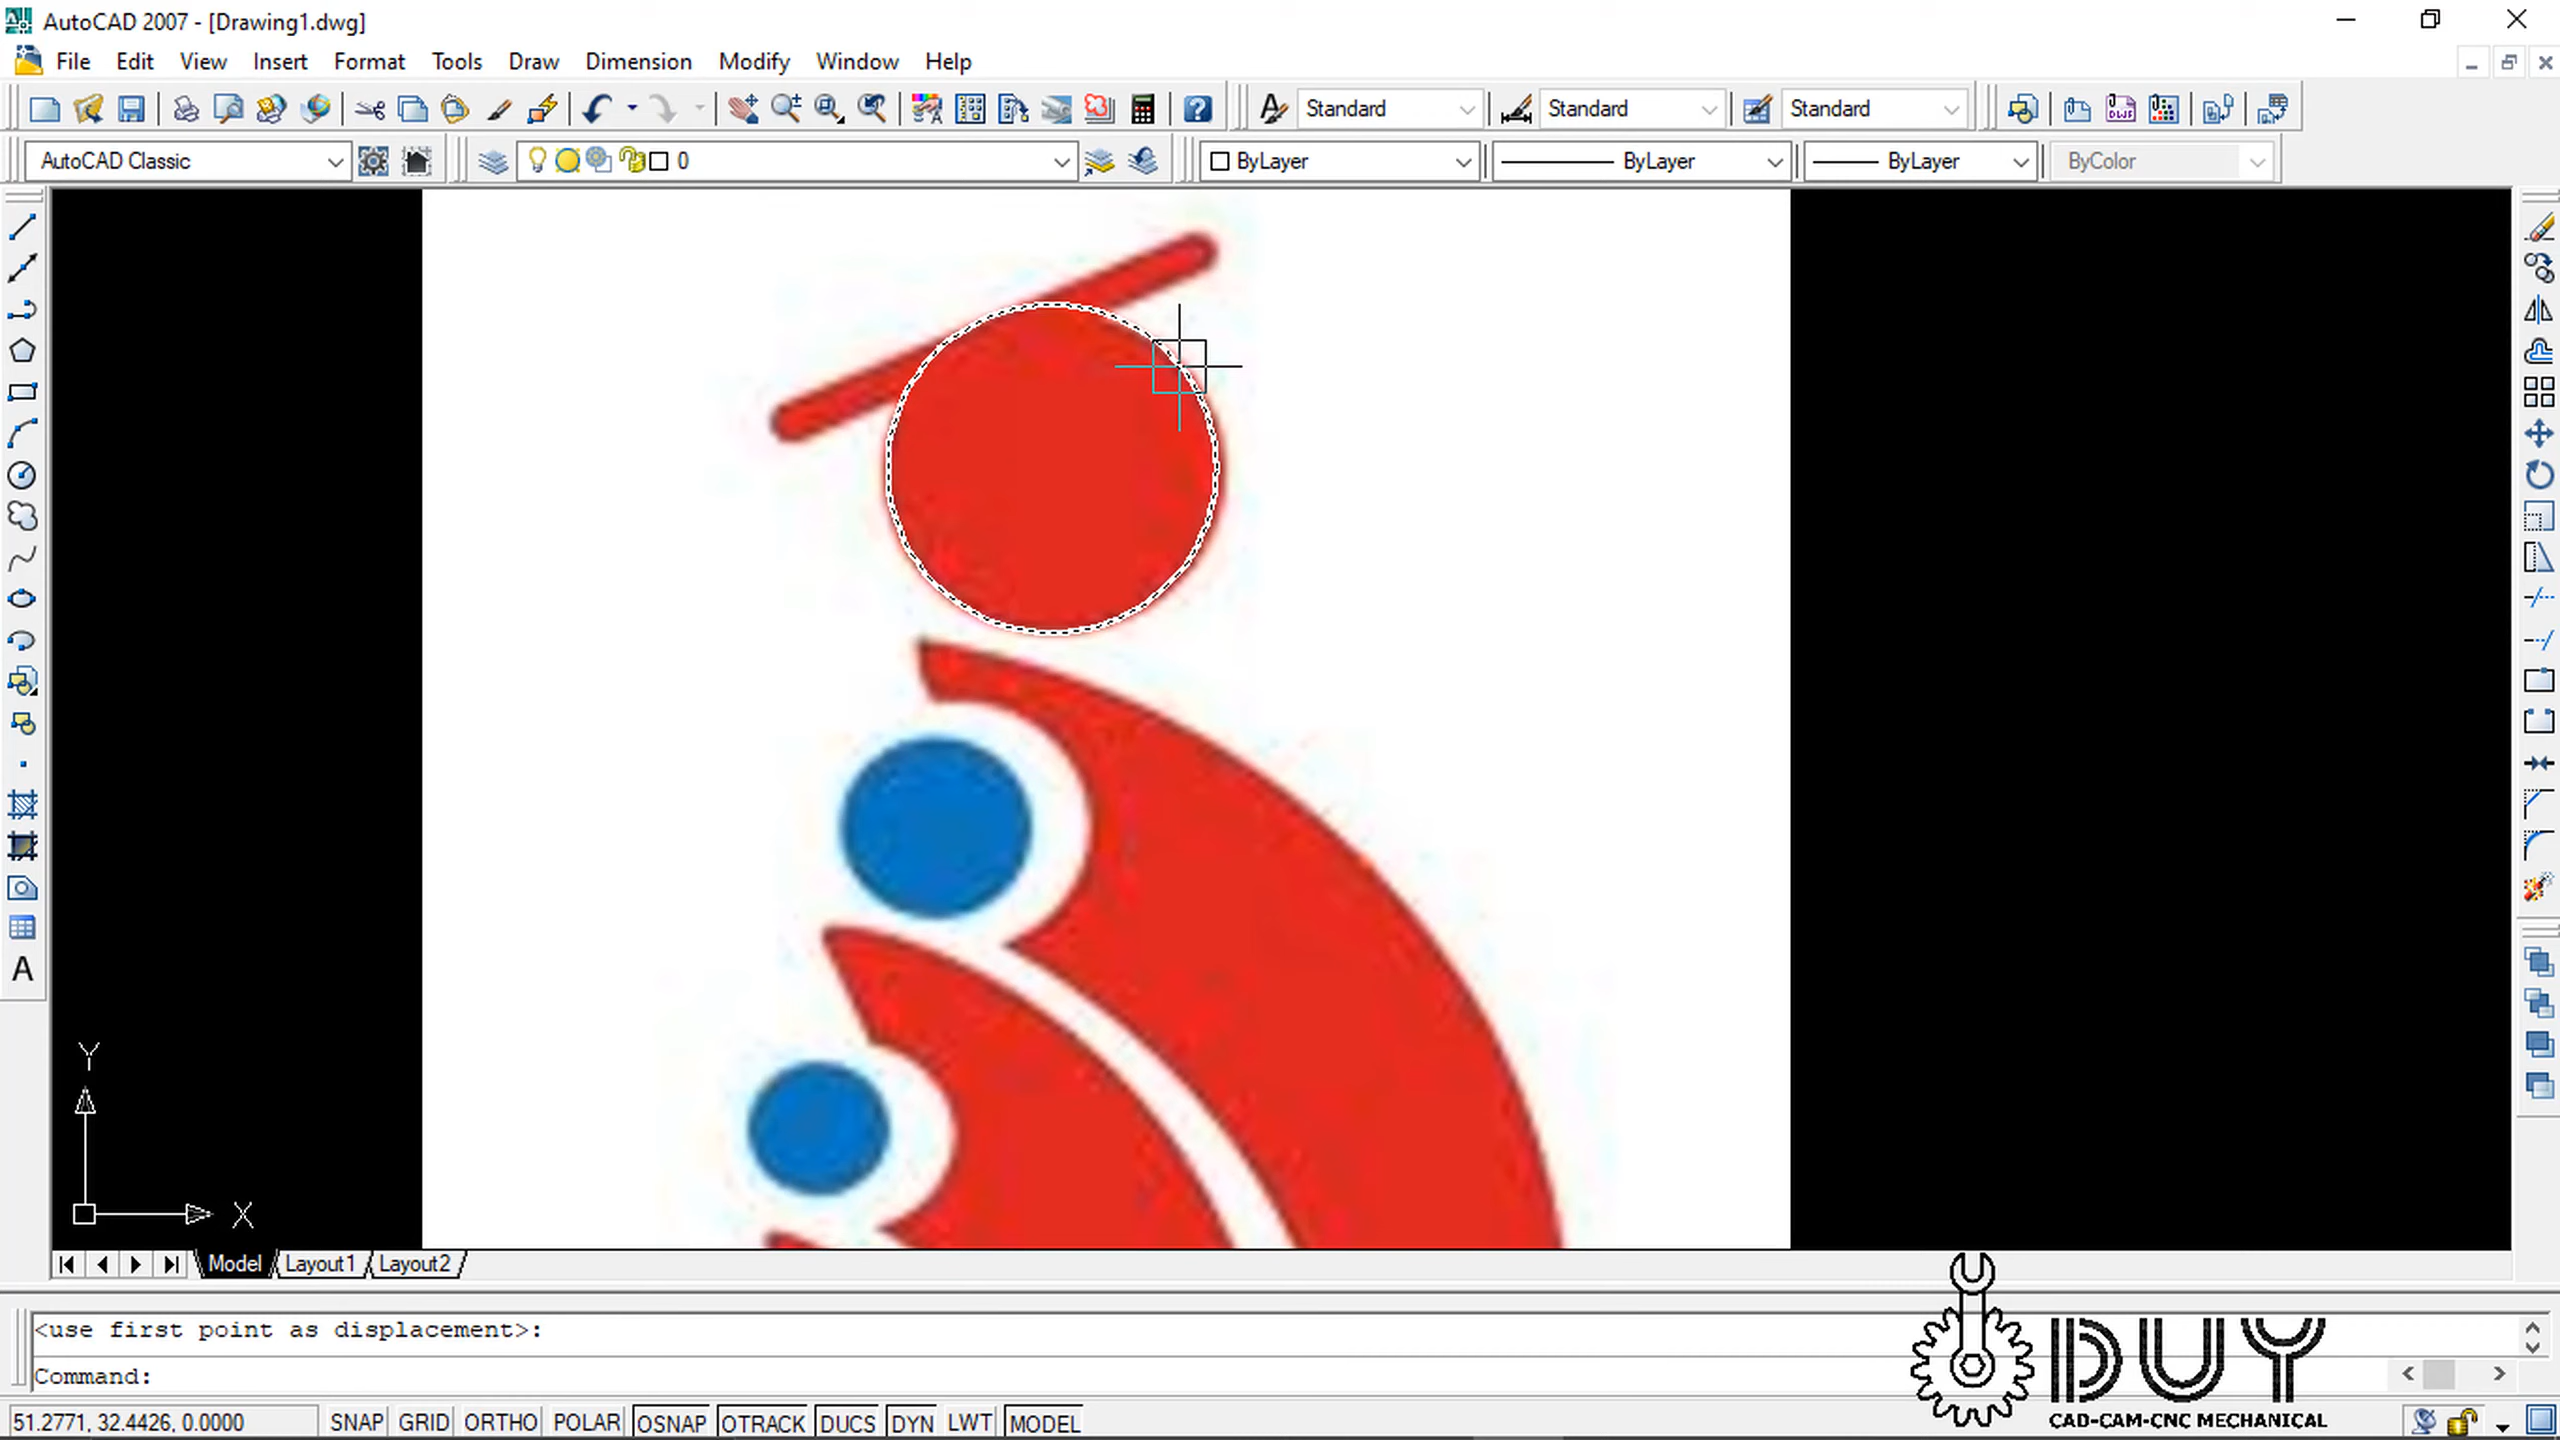 AutoCAD 2007 - [Drawing1.dwg]
File Edit View Insert Format Tools Draw Dimension Modify Window Help
Standard Standard Standard
AutoCAD Classic 0 ByLayer ByLayer ByLayer ByColor
A
Y
X
Model Layout1 Layout2
<use first point as displacement>:
Command:
DUY
CAD-CAM-CNC MECHANICAL
51.2771, 32.4426, 0.0000 SNAP GRID ORTHO POLAR OSNAP OTRACK DUCS DYN LWT MODEL